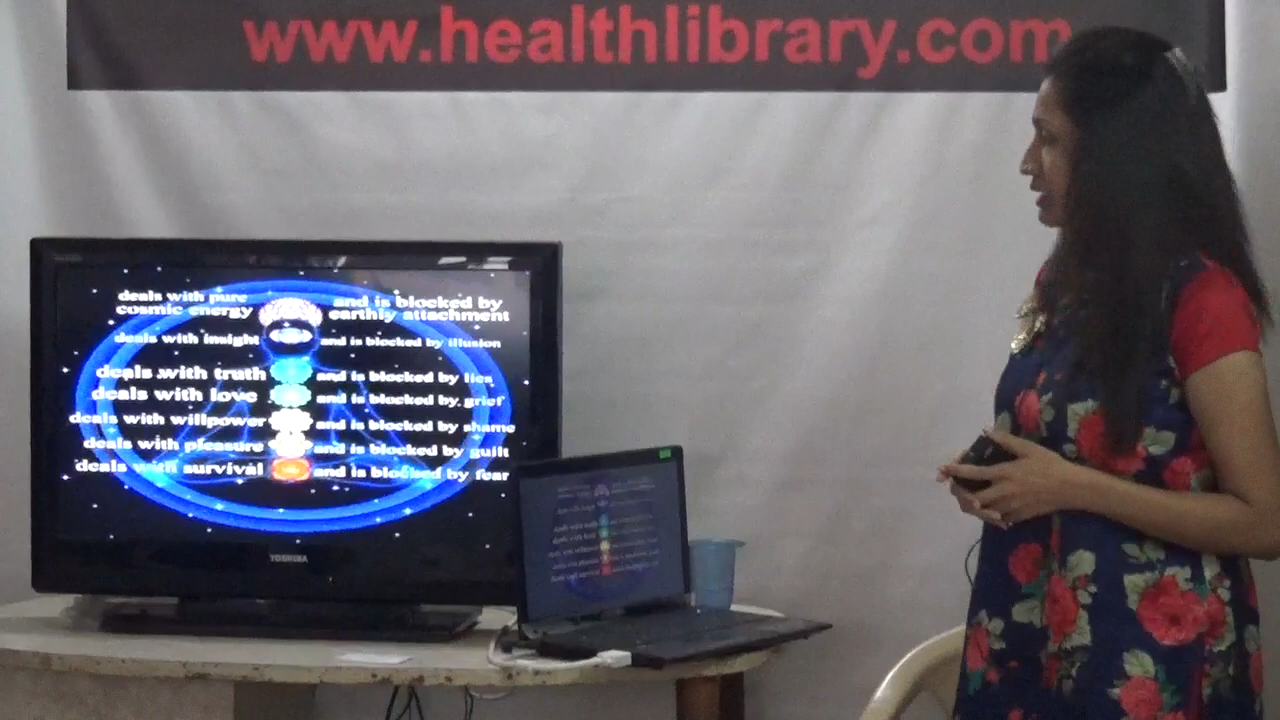 www.healthlibrary.com
deals with pure
cosmic energy
and is blocked by
earthly attachment
deals with insight and is blocked by illusion
deals with truth and is blocked by lies
deals with love and is blocked by grief
deals with willpower and is blocked by shame
deals with pleasure and is blocked by guilt
deals with survival and is blocked by fear
TOSHIBA